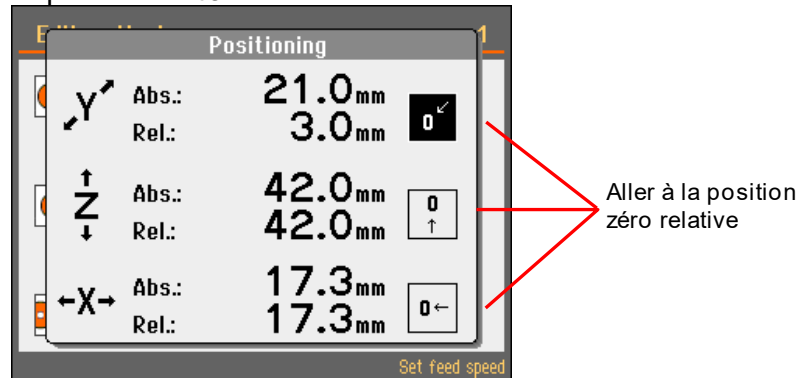 Positioning
1
Y
Abs.: 21.0mm
Rel.: 3.0mm
0
Z
Abs.: 42.0mm
Rel.: 42.0mm
0
↑
←X→
Abs.: 17.3mm
Rel.: 17.3mm
0←
Aller à la position
zéro relative
Set feed speed